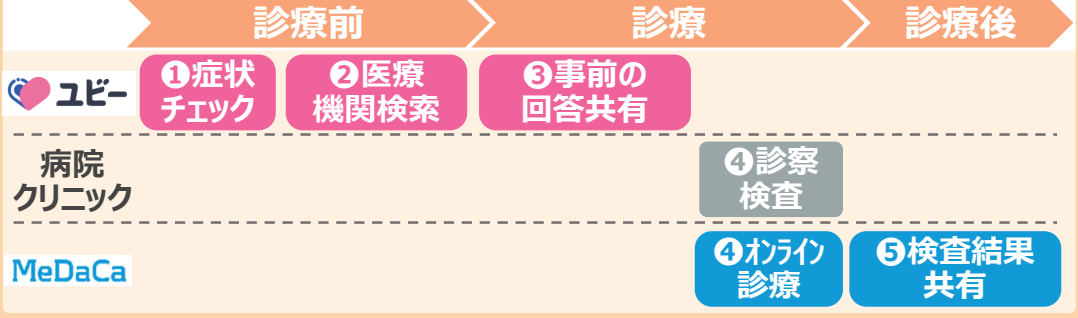 診療前
診療
診療後
ユビー
❶症状
チェック
❷医療
機関検索
❸事前の
回答共有
病院
クリニック
❹診察
検査
MeDaCa
❹オンライン
診療
❺検査結果
共有